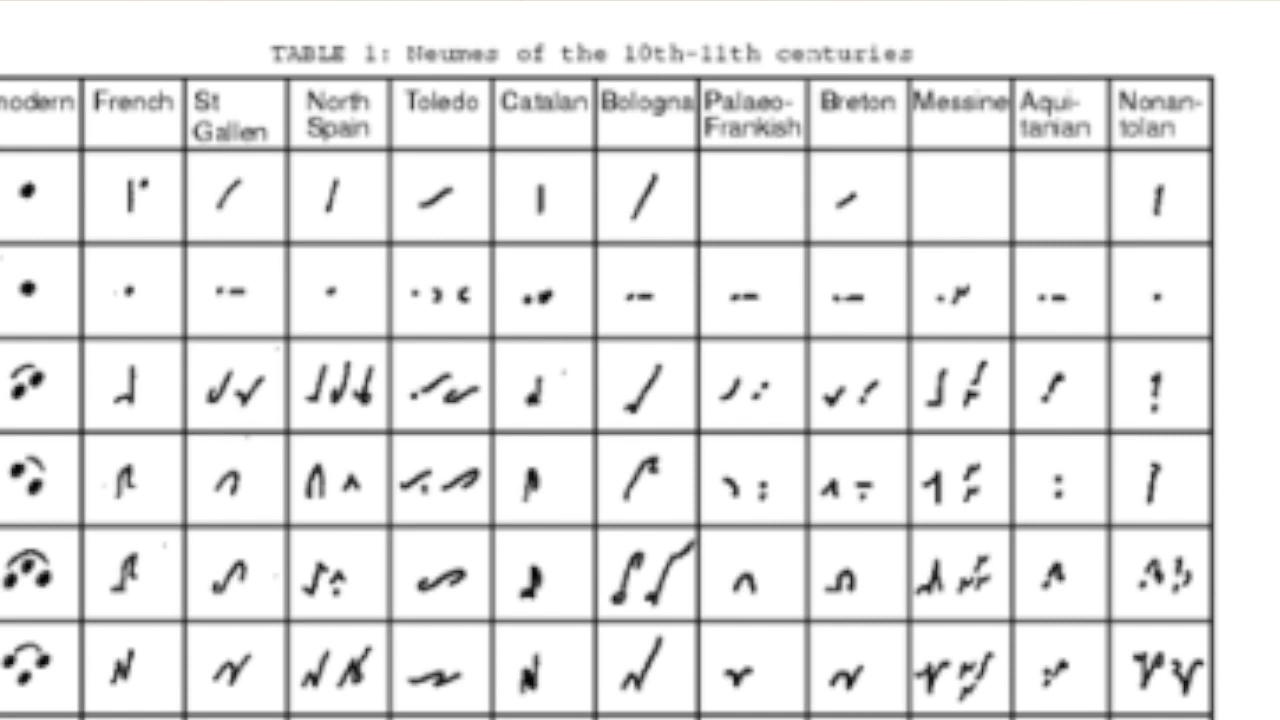 TABLE 1: Neumes of the 10th-11th centuries
modern French St Gallen North Spain Toledo Catalan Bologna Palaeo-Frankish Breton Messine Aqui-tanian Nonan-tolan